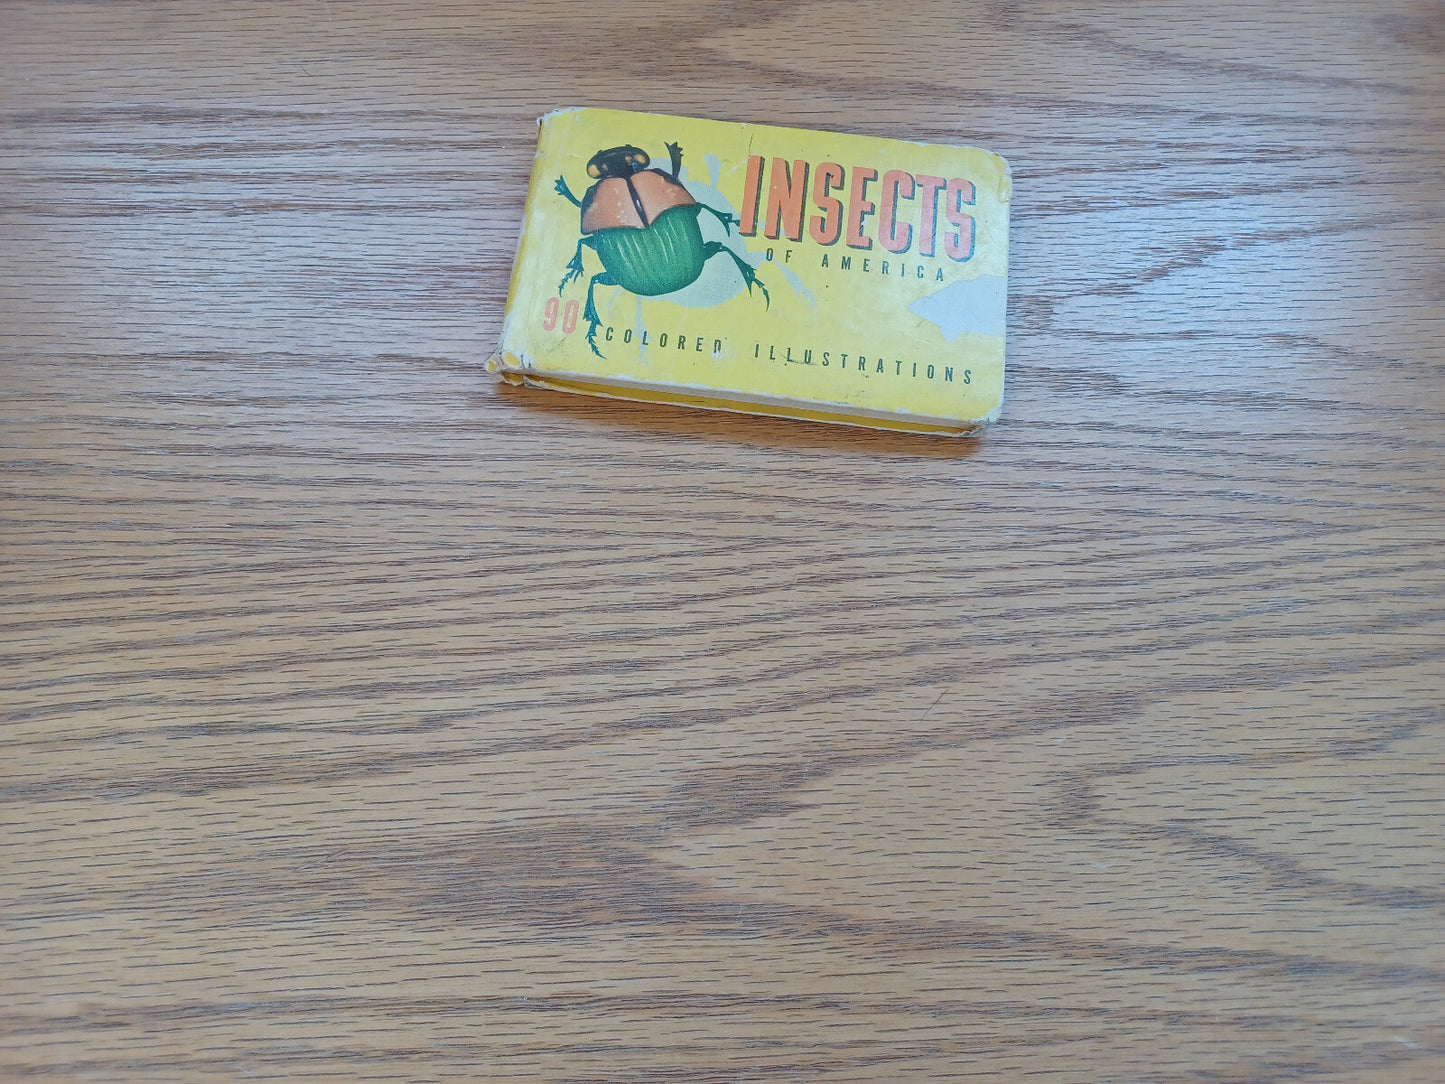 INSECTS
OF AMERICA
90 COLORED ILLUSTRATIONS